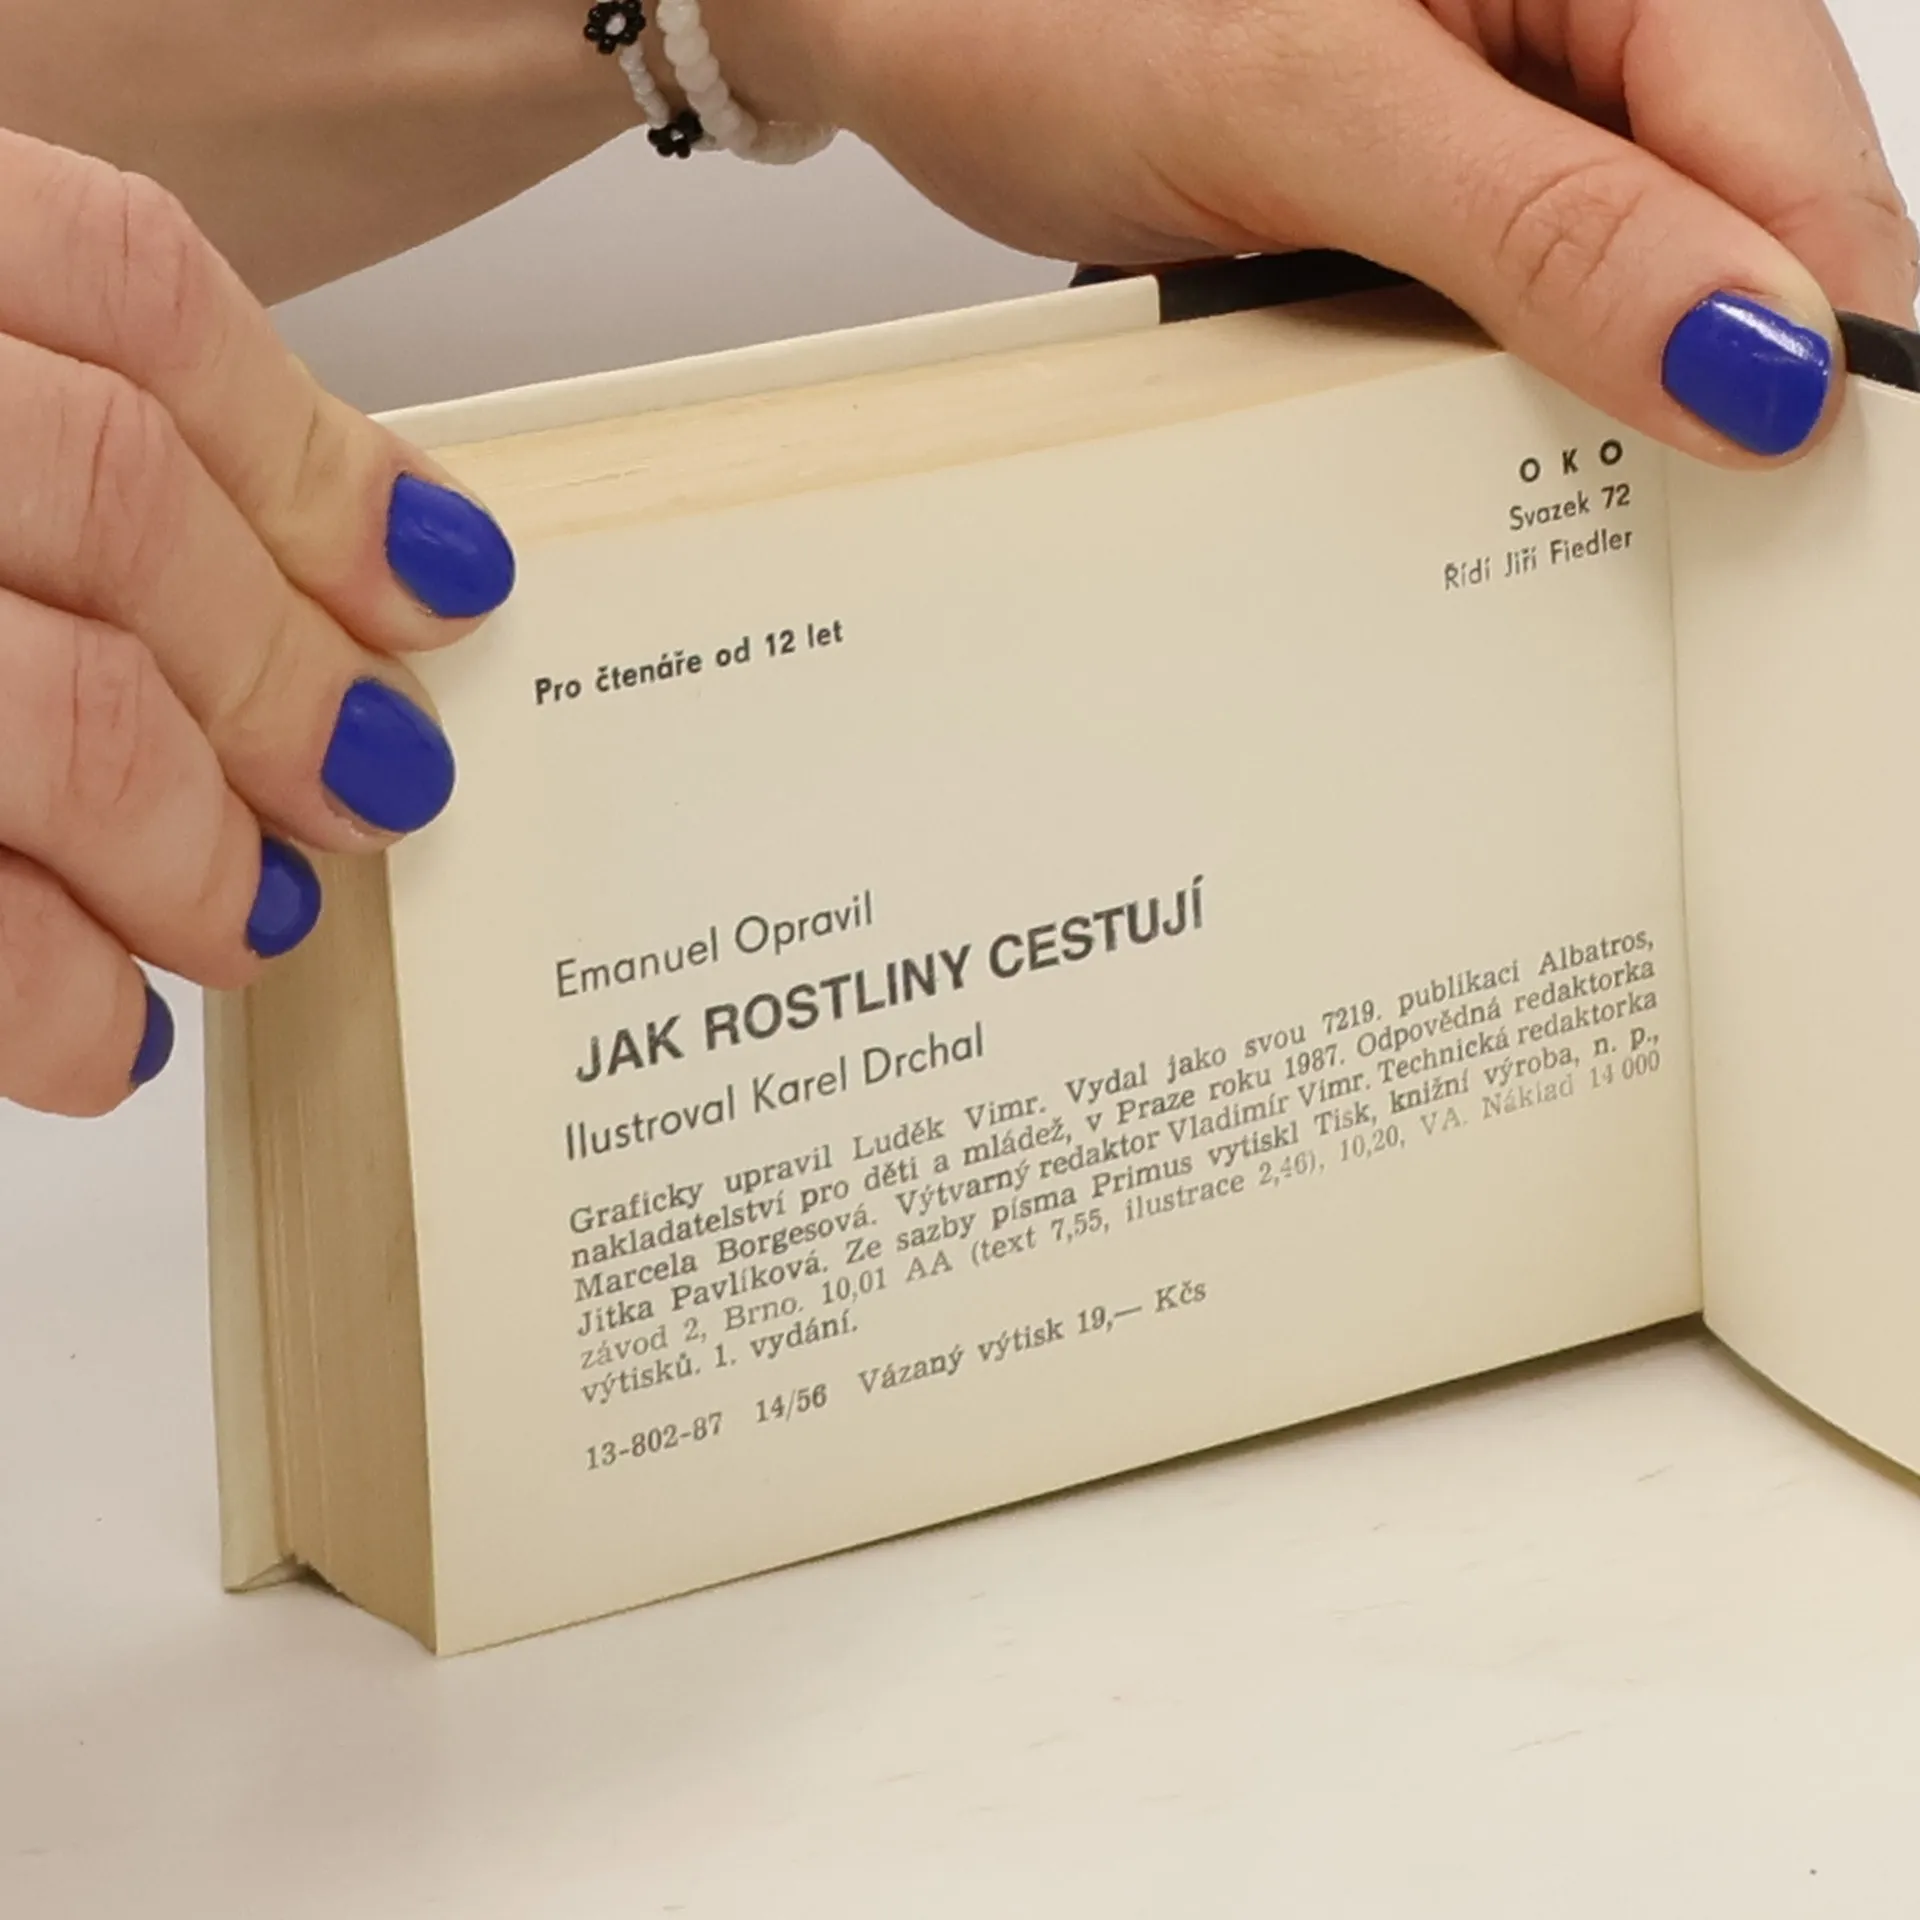 OKO
Svazek 72
Řídí Jiří Fiedler
Pro čtenáře od 12 let
Emanuel Opravil
JAK ROSTLINY CESTUJÍ
Ilustroval Karel Drchal
Graficky upravil Luděk Vimr. Vydal jako svou 7219. publikaci Albatros,
nakladatelství pro děti a mládež, v Praze roku 1987. Odpovědná redaktorka
Marcela Borgesová. Výtvarný redaktor Vladimír Vimr. Technická redaktorka
Jitka Pavlíková. Ze sazby písma Primus vytiskl Tisk, knižní výroba, n. p.,
závod 2, Brno. 10,01 AA (text 7,55, ilustrace 2,46), 10,20, VA. Náklad 14 000
výtisků. 1. vydání.
13-802-87 14/56 Vázaný výtisk 19,— Kčs